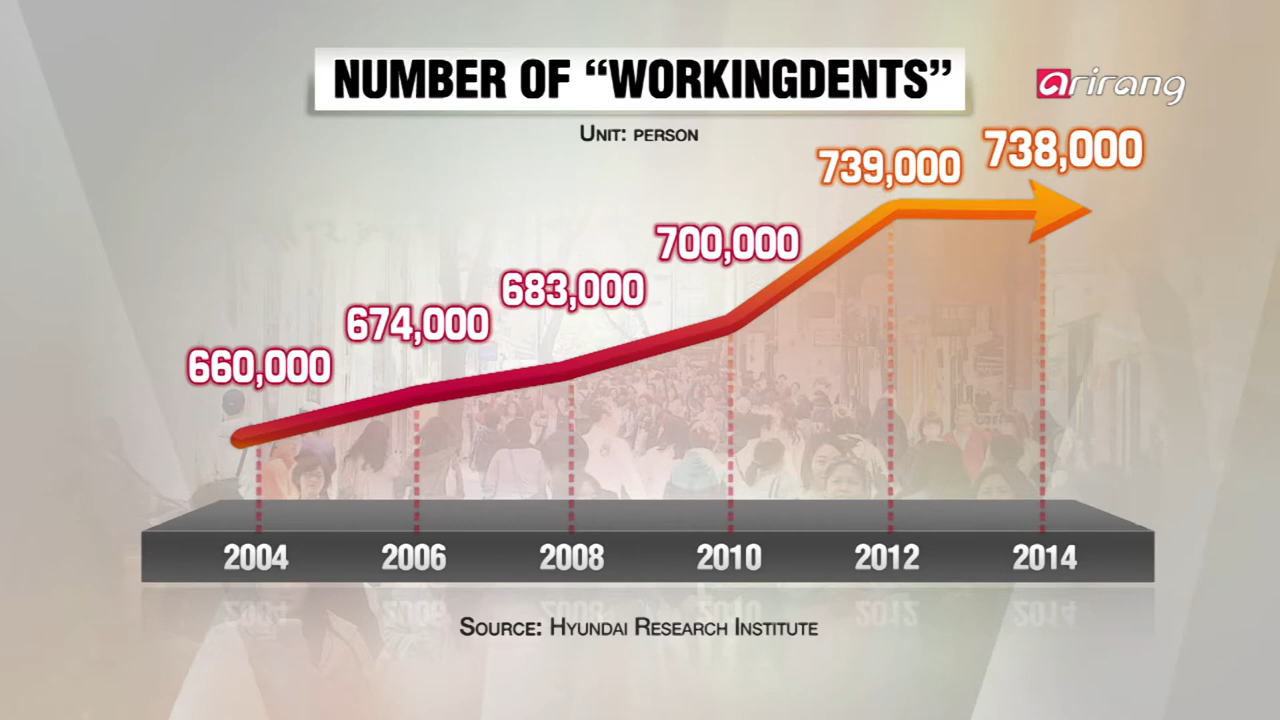 NUMBER OF “WORKINGDENTS”
arirang
UNIT: PERSON
660,000
674,000
683,000
700,000
739,000
738,000
2004 2006 2008 2010 2012 2014
SOURCE: HYUNDAI RESEARCH INSTITUTE